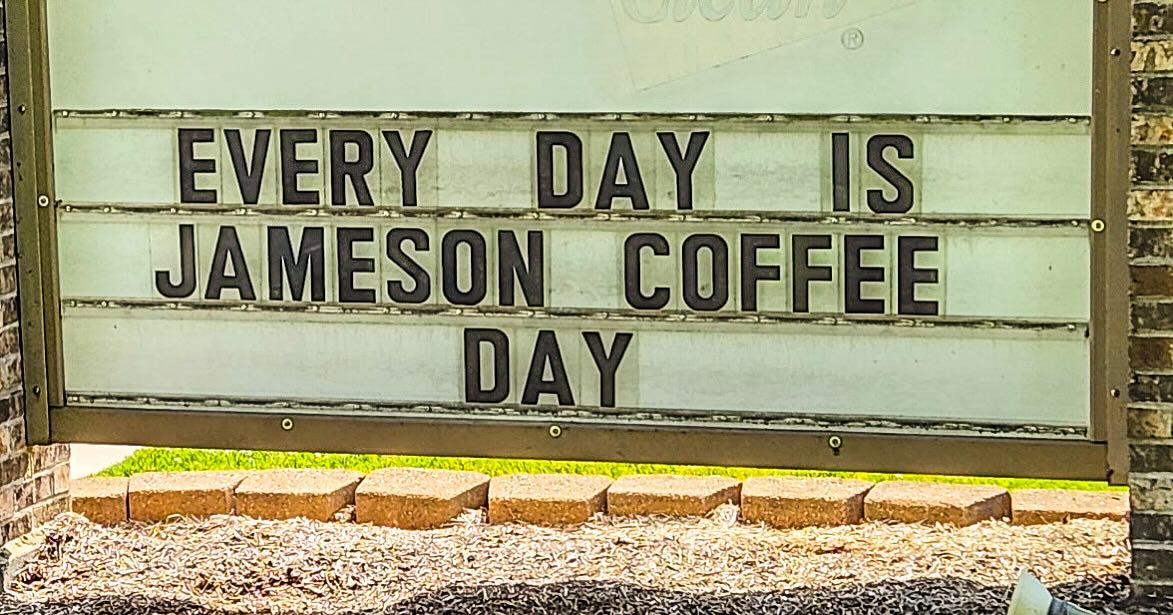 ®
EVERY DAY IS
JAMESON COFFEE
DAY